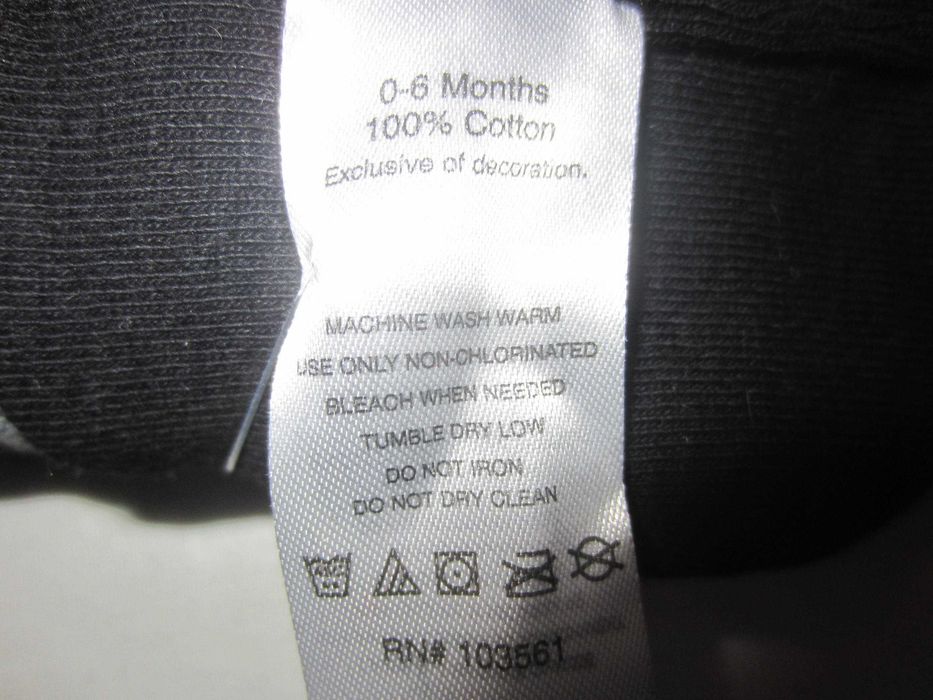 0-6 Months
100% Cotton
Exclusive of decoration.
MACHINE WASH WARM
USE ONLY NON-CHLORINATED
BLEACH WHEN NEEDED
TUMBLE DRY LOW
DO NOT IRON
DO NOT DRY CLEAN
RN# 103561